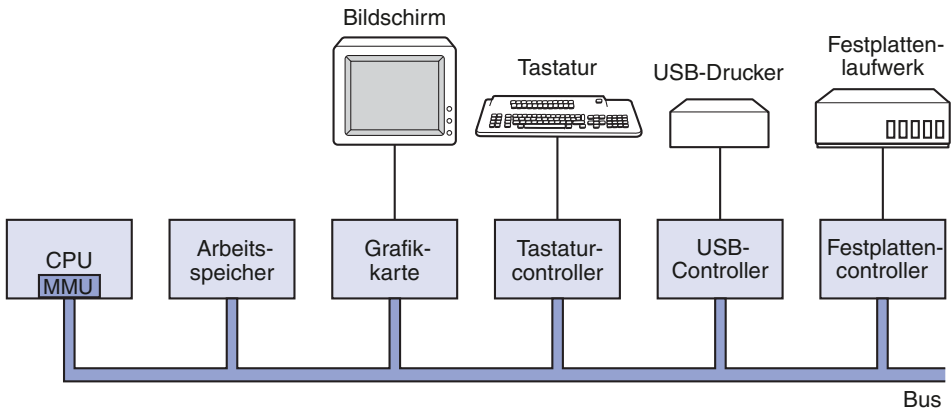 Bildschirm
Tastatur
USB-Drucker
Festplatten-
laufwerk
CPU
MMU
Arbeits-
speicher
Grafik-
karte
Tastatur-
controller
USB-
Controller
Festplatten-
controller
Bus